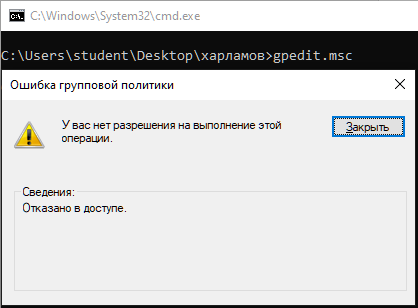 C:\Windows\System32\cmd.exe
C:\Users\student\Desktop\харламов>gpedit.msc
Ошибка групповой политики
У вас нет разрешения на выполнение этой
операции.
Закрыть
Сведения:
Отказано в доступе.